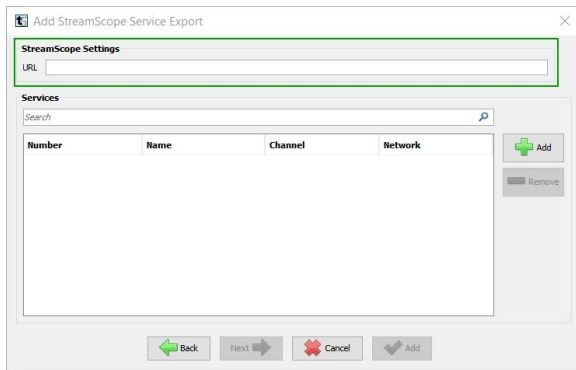 Add StreamScope Service Export
StreamScope Settings
URL
Services
Search
Number Name Channel Network
Add
Remove
Back Next Cancel Add